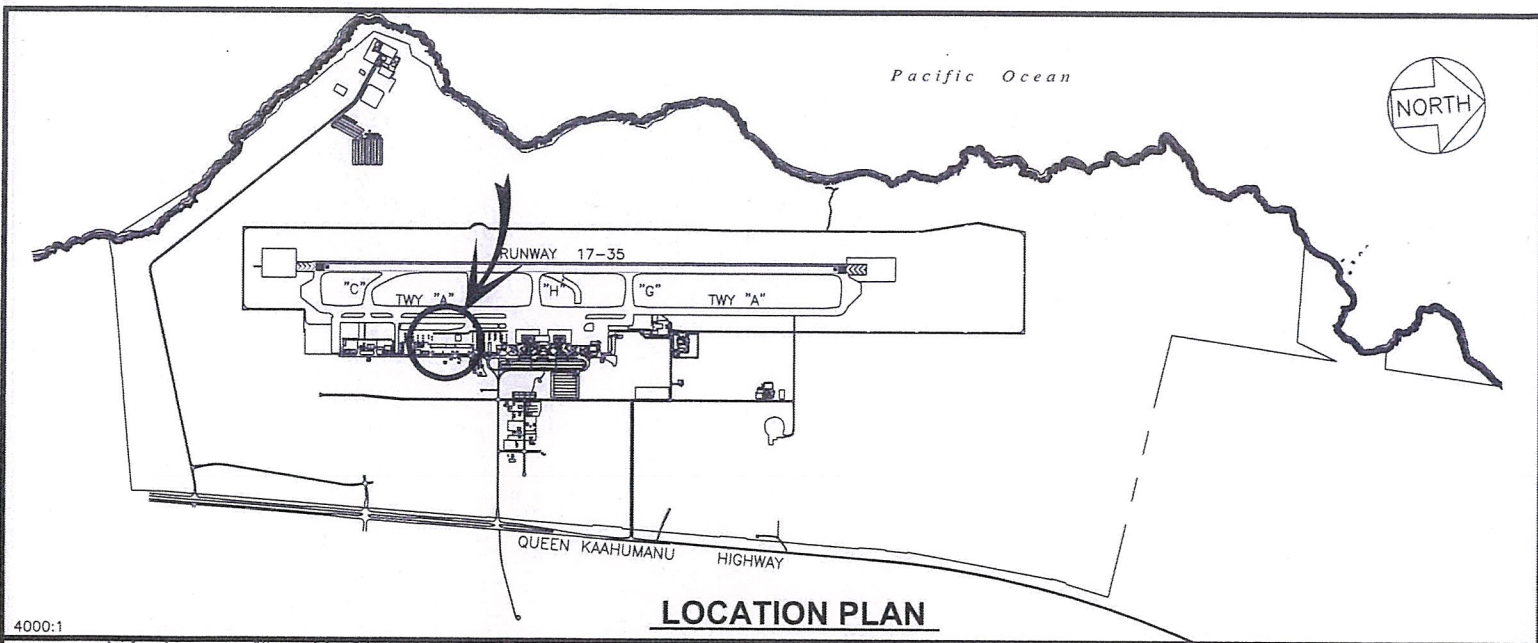 Pacific Ocean
NORTH
RUNWAY 17-35
"C"
TWY "A"
"H"
"G"
TWY "A"
QUEEN KAAHUMANU HIGHWAY
LOCATION PLAN
4000:1